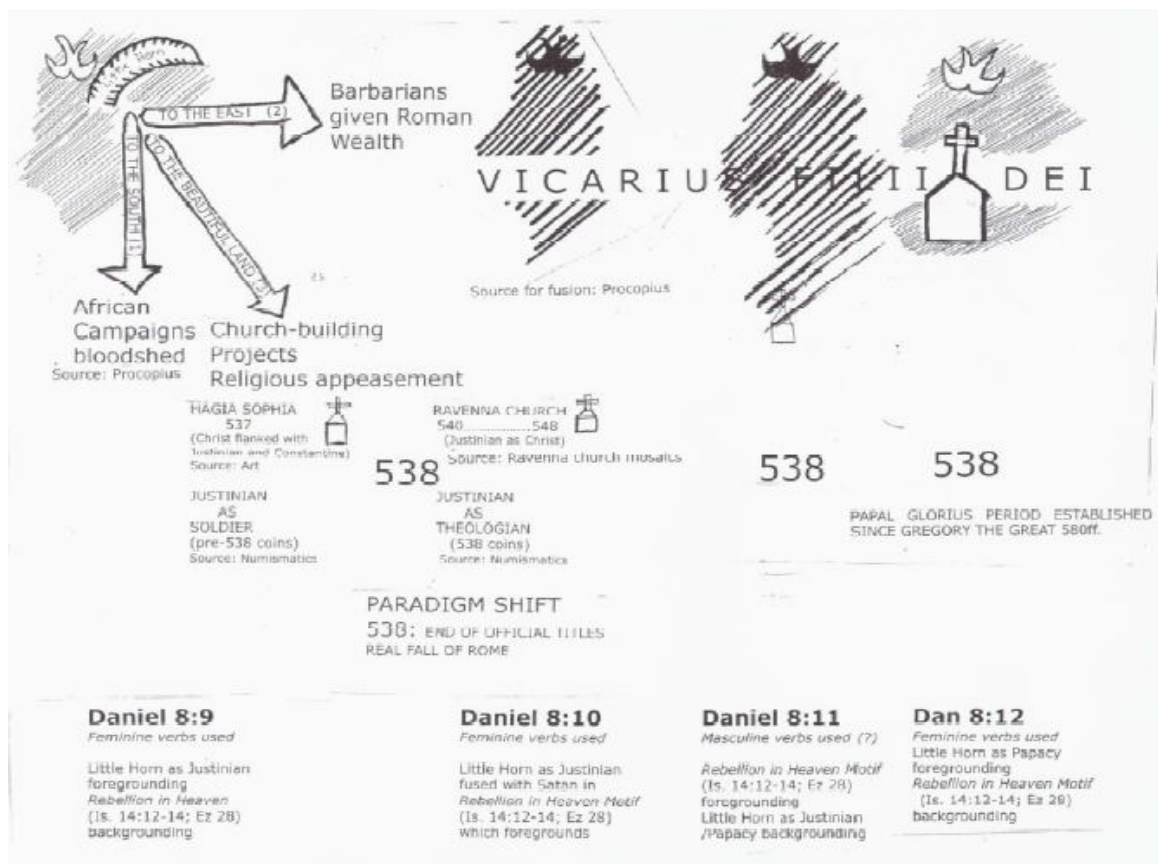 Horn
TO THE EAST (2)
TO THE SOUTH (1)
TO THE BEAUTIFUL LAND (3)
Barbarians
given Roman
Wealth
VICARIUS FILII DEI
Source for fusion: Procopius
African
Campaigns
bloodshed
Source: Procopius
Church-building
Projects
Religious appeasement
HAGIA SOPHIA
537
(Christ flanked with
Justinian and Constantine)
Source: Art
RAVENNA CHURCH
540..............548
(Justinian as Christ)
Source: Ravenna church mosaics
538
538
538
JUSTINIAN
AS
SOLDIER
(pre-538 coins)
Source: Numismatics
JUSTINIAN
AS
THEOLOGIAN
(538 coins)
Source: Numismatics
PAPAL GLORIUS PERIOD ESTABLISHED
SINCE GREGORY THE GREAT 580ff.
PARADIGM SHIFT
538: END OF OFFICIAL TITLES
REAL FALL OF ROME
Daniel 8:9
Feminine verbs used
Little Horn as Justinian
foregrounding
Rebellion in Heaven
(Is. 14:12-14; Ez 28)
backgrounding
Daniel 8:10
Feminine verbs used
Little Horn as Justinian
fused with Satan in
Rebellion in Heaven Motif
(Is. 14:12-14; Ez 28)
which foregrounds
Daniel 8:11
Masculine verbs used (?)
Rebellion in Heaven Motif
(Is. 14:12-14; Ez 28)
foregrounding
Little Horn as Justinian
/Papacy backgrounding
Dan 8:12
Feminine verbs used
Little Horn as Papacy
foregrounding
Rebellion in Heaven Motif
(Is. 14:12-14; Ez 28)
backgrounding